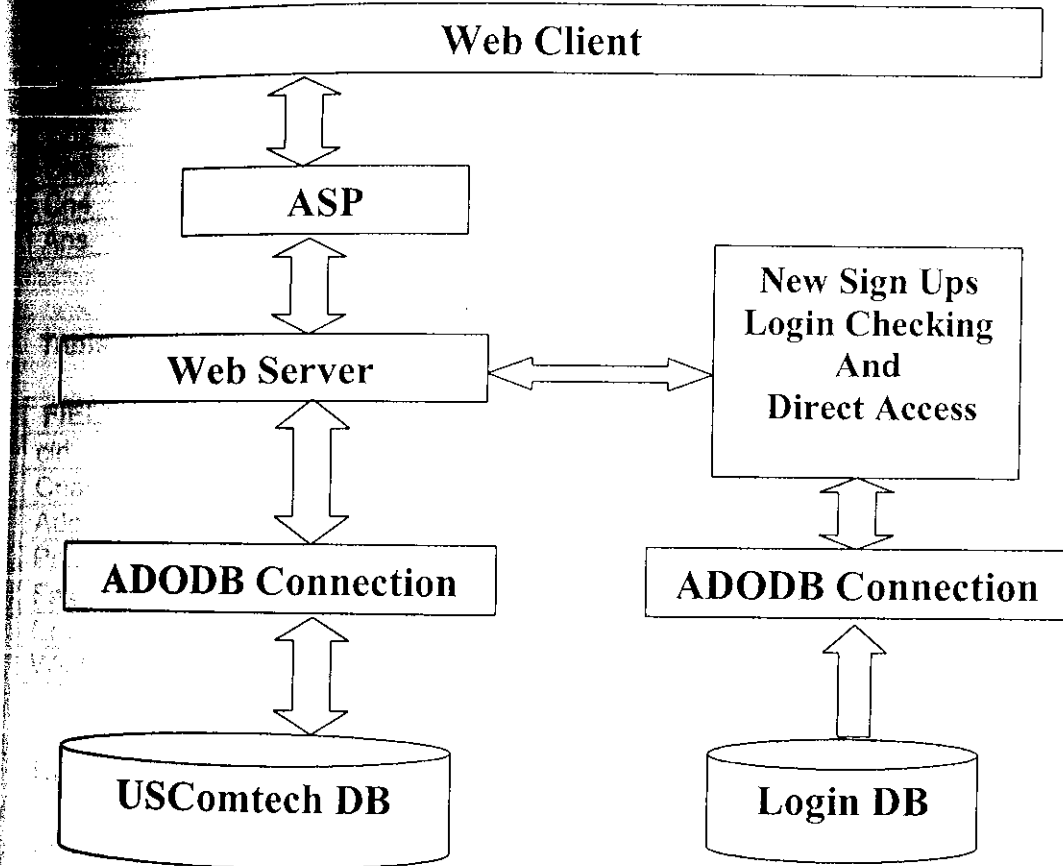 Web Client
ASP
Web Server
New Sign Ups
Login Checking
And
Direct Access
ADODB Connection
ADODB Connection
USComtech DB
Login DB